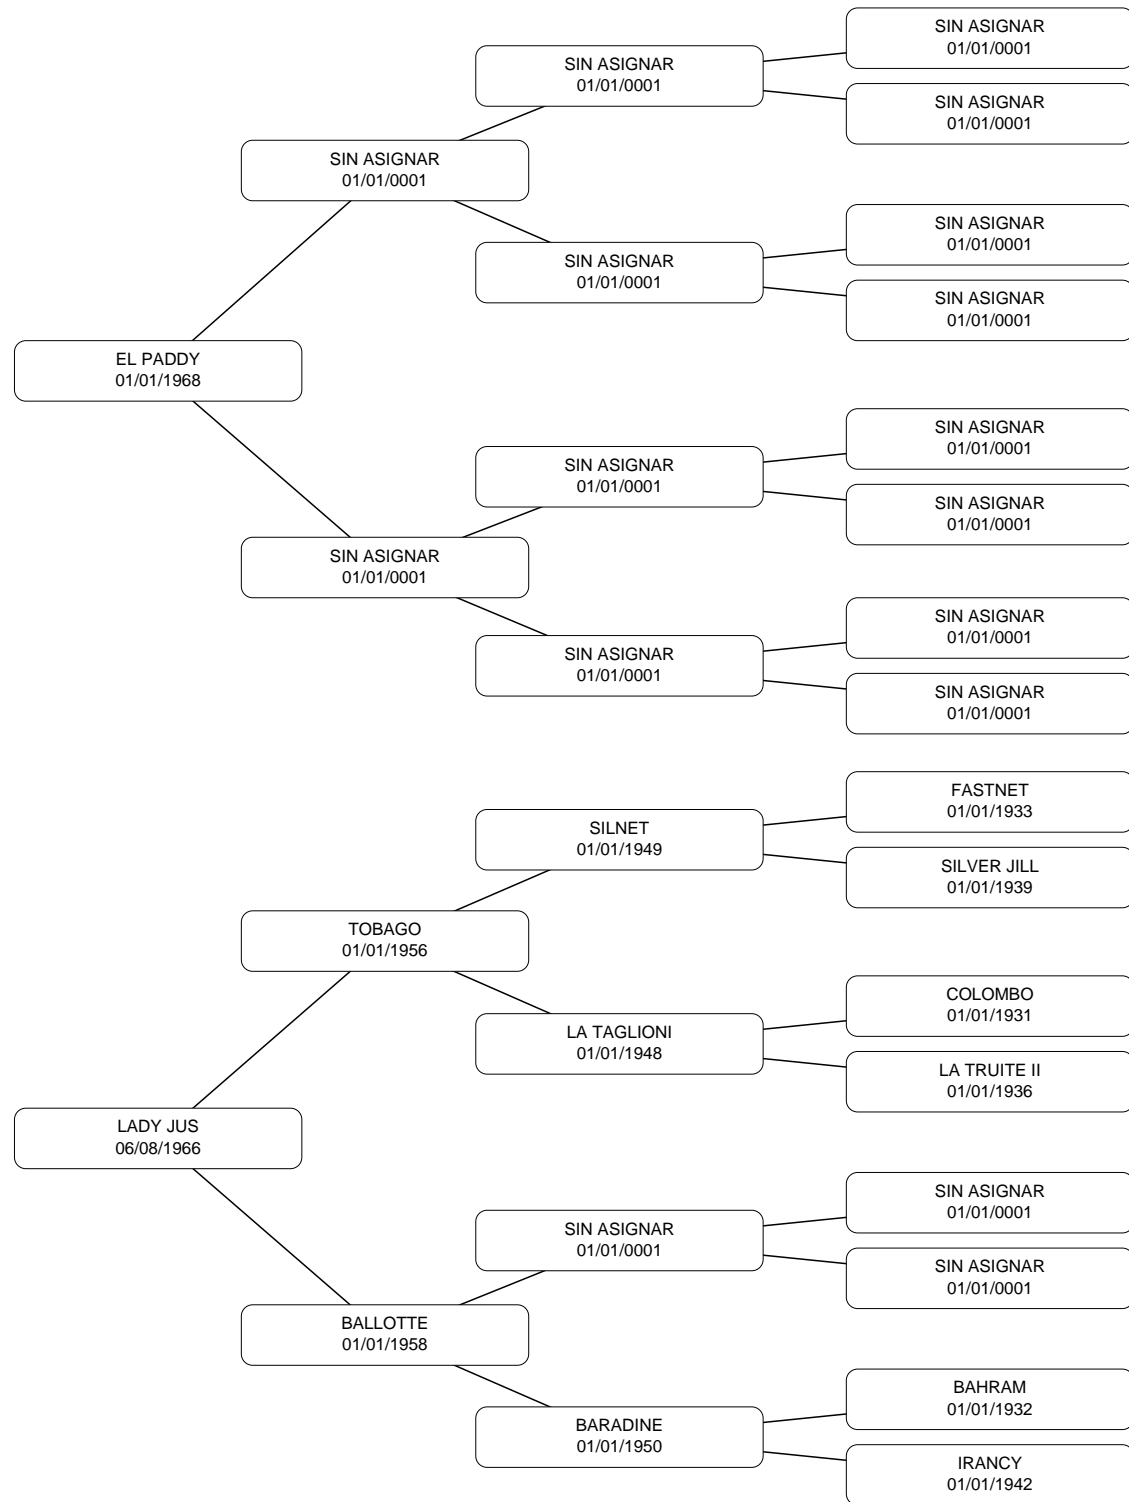 SIN ASIGNAR
01/01/0001
SIN ASIGNAR
01/01/0001
SIN ASIGNAR
01/01/0001
SIN ASIGNAR
01/01/0001
SIN ASIGNAR
01/01/0001
SIN ASIGNAR
01/01/0001
SIN ASIGNAR
01/01/0001
EL PADDY
01/01/1968
SIN ASIGNAR
01/01/0001
SIN ASIGNAR
01/01/0001
SIN ASIGNAR
01/01/0001
SIN ASIGNAR
01/01/0001
SIN ASIGNAR
01/01/0001
SIN ASIGNAR
01/01/0001
SIN ASIGNAR
01/01/0001
FASTNET
01/01/1933
SILNET
01/01/1949
SILVER JILL
01/01/1939
TOBAGO
01/01/1956
COLOMBO
01/01/1931
LA TAGLIONI
01/01/1948
LA TRUITE II
01/01/1936
LADY JUS
06/08/1966
SIN ASIGNAR
01/01/0001
SIN ASIGNAR
01/01/0001
SIN ASIGNAR
01/01/0001
BALLOTTE
01/01/1958
BAHRAM
01/01/1932
BARADINE
01/01/1950
IRANCY
01/01/1942